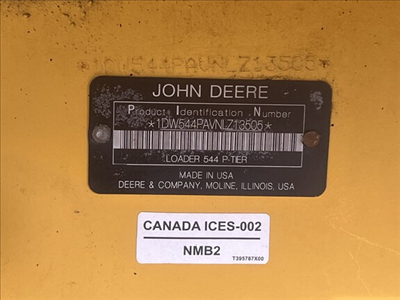 *1DW544PAVNLZ13505*
JOHN DEERE
Product Identification Number
*1DW544PAVNLZ13505*
LOADER 544 P-TIER
MADE IN USA
DEERE & COMPANY, MOLINE, ILLINOIS, USA
CANADA ICES-002
NMB2
T395787X00